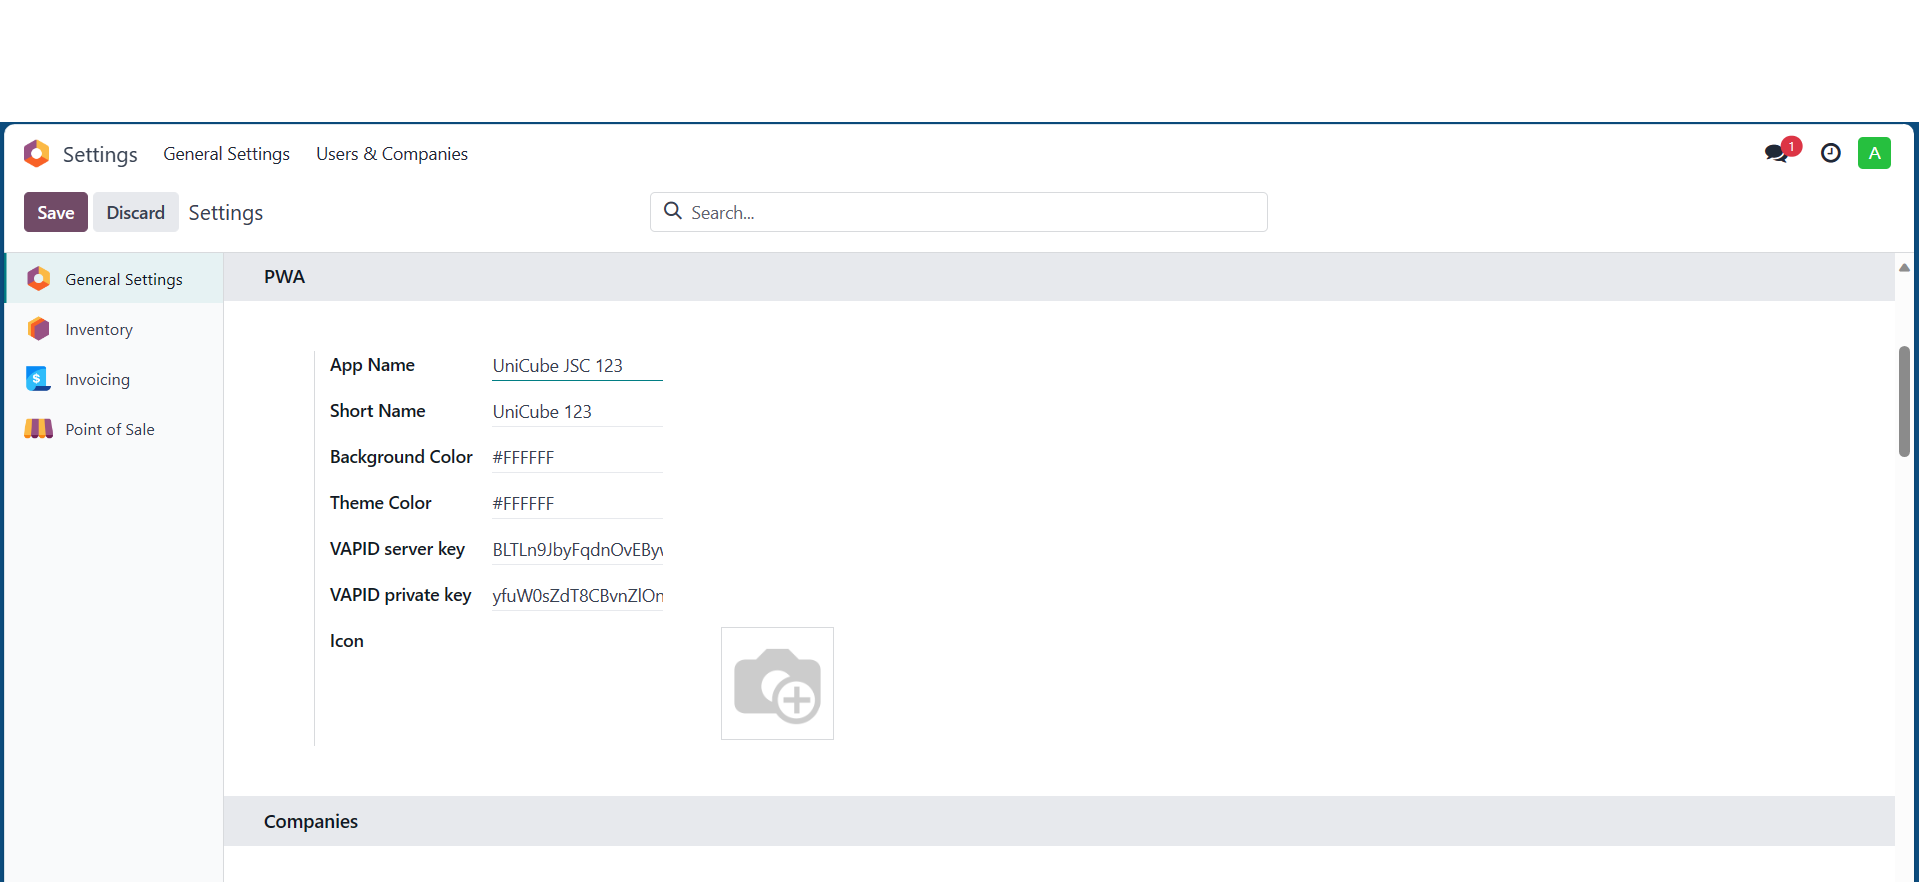 Settings General Settings Users & Companies 1 A
Save Discard Settings Search...
General Settings
Inventory
$
Invoicing
Point of Sale
PWA
App Name UniCube JSC 123
Short Name UniCube 123
Background Color #FFFFFF
Theme Color #FFFFFF
VAPID server key BLTLn9JbyFqdnOvEByv
VAPID private key yfuW0sZdT8CBvnZlOn
Icon
Companies